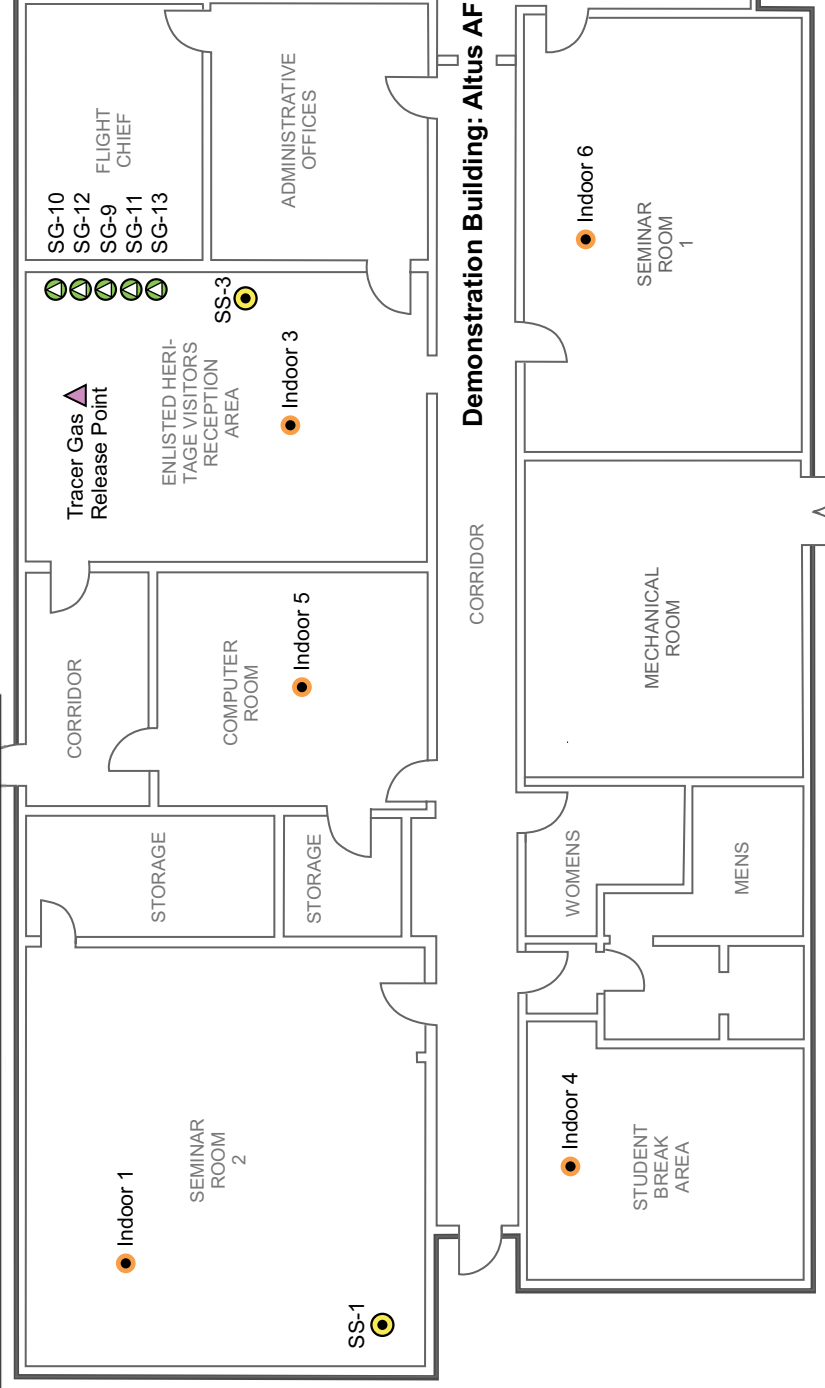 FLIGHT
CHIEF
ADMINISTRATIVE
OFFICES
SG-10
SG-12
SG-9
SG-11
SG-13
SS-3
Tracer Gas
Release Point
ENLISTED HERI-
TAGE VISITORS
RECEPTION
AREA
Indoor 3
Demonstration Building: Altus AF
Indoor 6
SEMINAR
ROOM
1
CORRIDOR
COMPUTER
ROOM
Indoor 5
CORRIDOR
MECHANICAL
ROOM
STORAGE
STORAGE
WOMENS
MENS
SEMINAR
ROOM
2
Indoor 1
SS-1
Indoor 4
STUDENT
BREAK
AREA